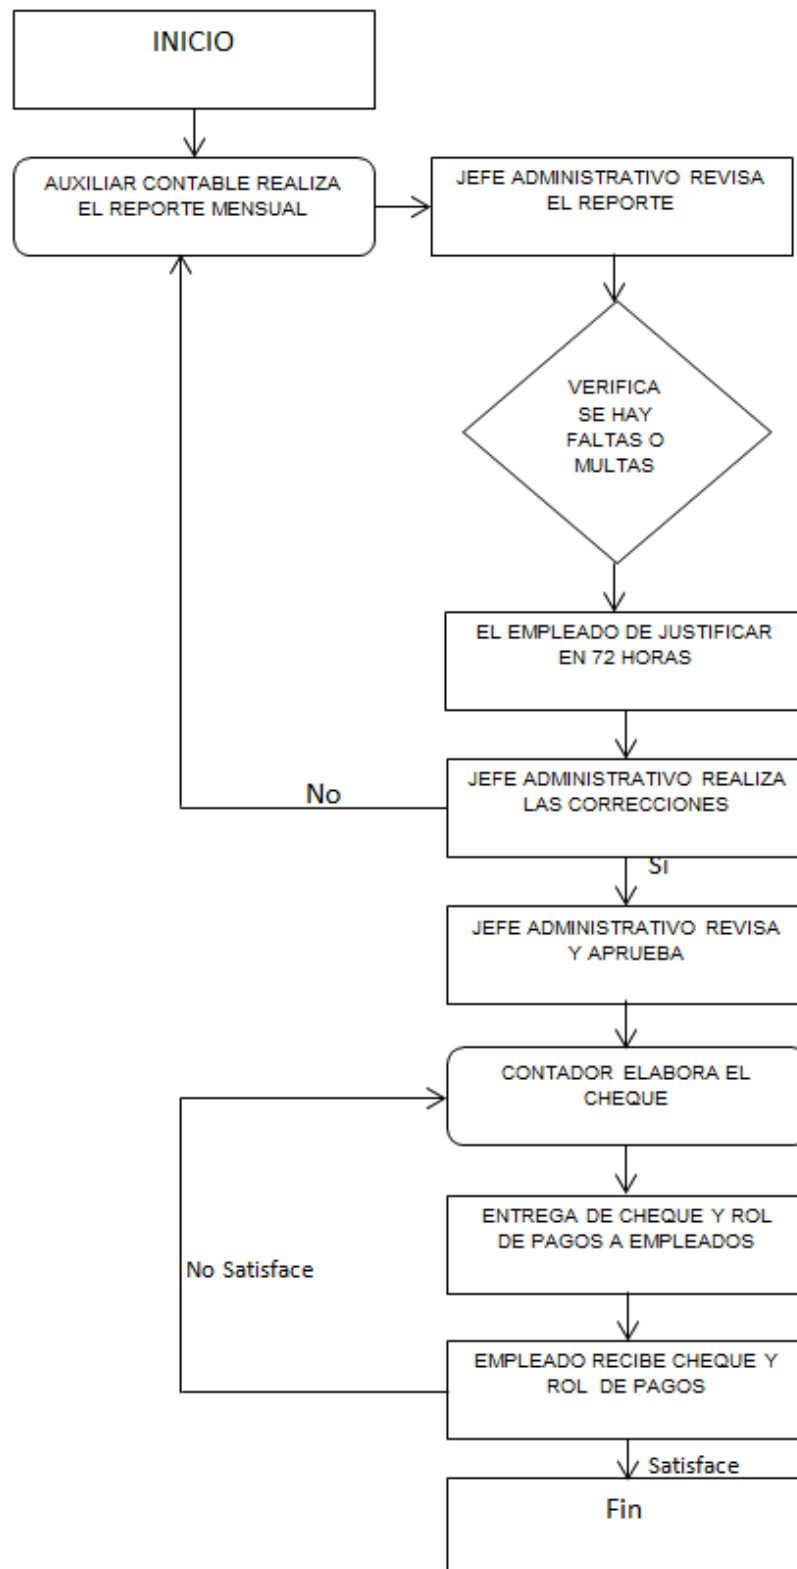 INICIO
AUXILIAR CONTABLE REALIZA
EL REPORTE MENSUAL
JEFE ADMINISTRATIVO REVISA
EL REPORTE
VERIFICA
SE HAY
FALTAS O
MULTAS
EL EMPLEADO DE JUSTIFICAR
EN 72 HORAS
JEFE ADMINISTRATIVO REALIZA
LAS CORRECCIONES
No
Si
JEFE ADMINISTRATIVO REVISA
Y APRUEBA
CONTADOR ELABORA EL
CHEQUE
ENTREGA DE CHEQUE Y ROL
DE PAGOS A EMPLEADOS
No Satisface
EMPLEADO RECIBE CHEQUE Y
ROL DE PAGOS
Satisface
Fin